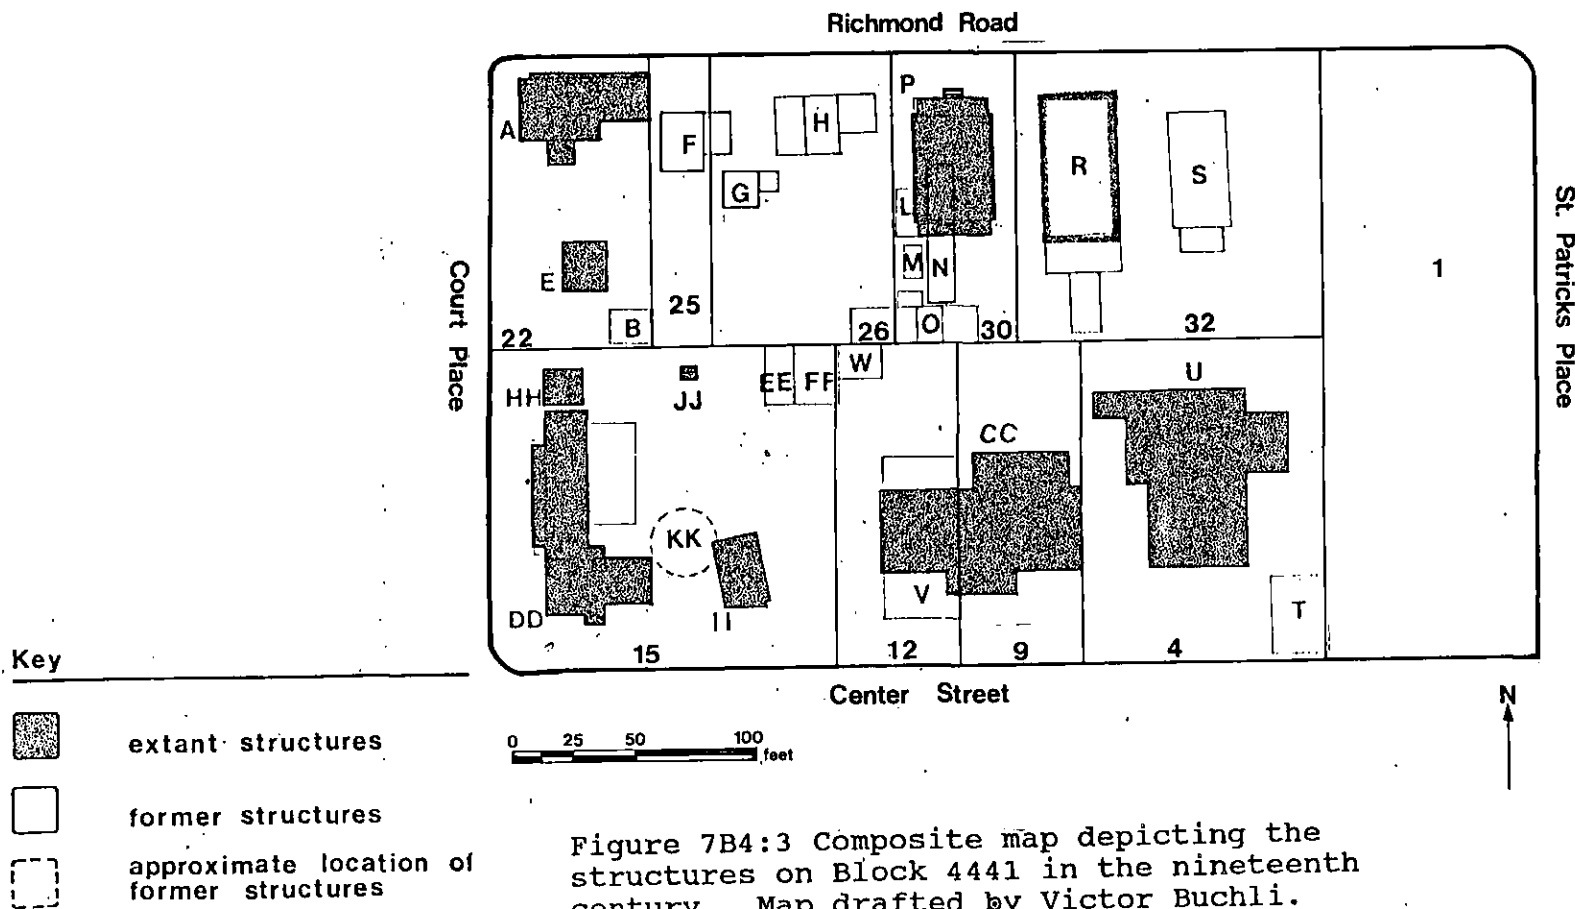 Richmond Road
P
A
F
H
R
S
G
L
E
M
N
25
B
22
26
O
30
32
1
Court Place
St. Patricks Place
HH
JJ
EE
FF
W
U
CC
KK
V
T
DD
II
15
12
9
4
Center Street
N
Key
extant structures
former structures
approximate location of
former structures
0 25 50 100
feet
Figure 7B4:3 Composite map depicting the
structures on Block 4441 in the nineteenth
century. Map drafted by Victor Buchli.